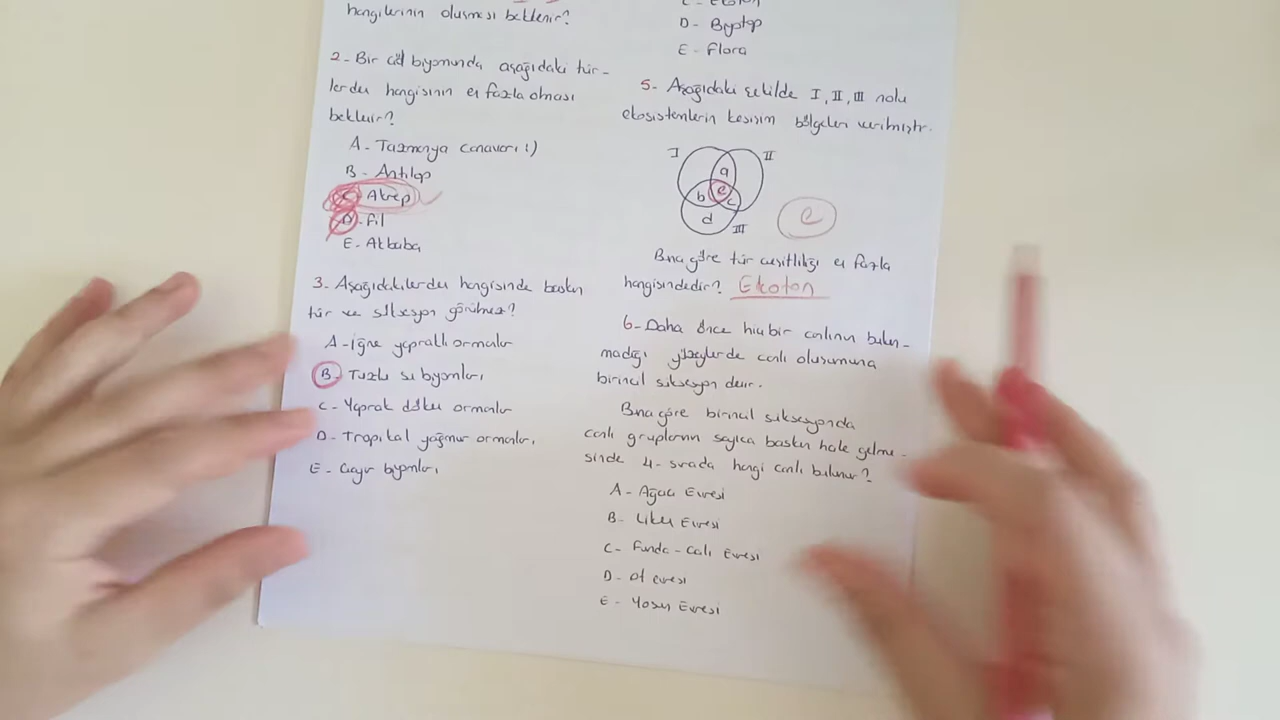 hangilerinin oluşması beklenir?
2-Bir çöl biyomunda aşağıdaki tür-
lerden hangisinin en fazla olması
beklenir?
A- Tazmanya Canavarı :)
B- Antilop
C- Akrep
D- Fil
E- Akbaba
3- Aşağıdakilerden hangisinde baskın
tür ve süksesyon görülmez?
A- İğne yapraklı ormanlar
B- Tuzlu su biyomları
C- Yaprak döken ormanlar
D- Tropikal yağmur ormanları
E- Çayır biyomları
C- Ekoton
D- Biyotop
E- Flora
5- Aşağıdaki şekilde I, II, III nolu
ekosistemlerin kesişim bölgeleri verilmiştir.
I
II
a
b
e
c
d
III
e
Buna göre tür çeşitliliği en fazla
hangisindedir? Ekoton
6- Daha önce hiçbir canlının bulun-
madığı yüzeylerde canlı oluşumuna
birincil süksesyon denir.
Buna göre birincil süksesyonda
canlı grupların sayıca baskın hale gelme-
sinde 4. sırada hangi canlı bulunur?
A- Ağaç Evresi
B- Liken Evresi
C- Funda-Çalı Evresi
D- Ot evresi
E- Yosun Evresi